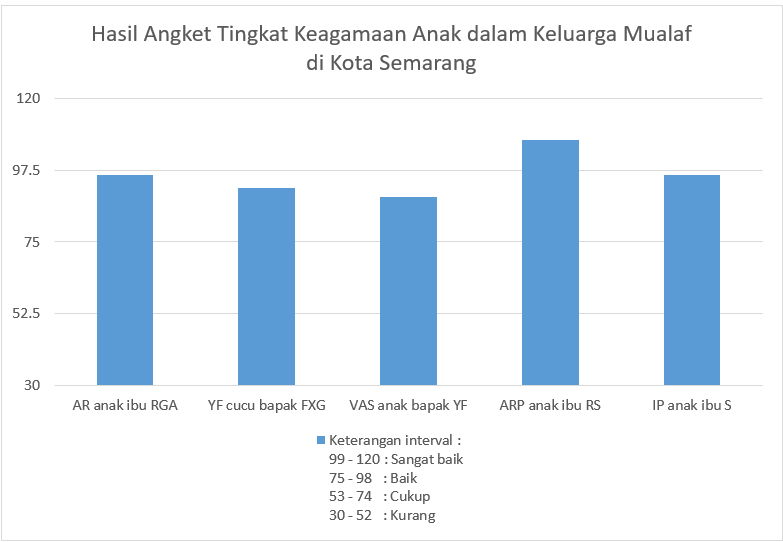 Hasil Angket Tingkat Keagamaan Anak dalam Keluarga Mualaf
di Kota Semarang
120
97.5
75
52.5
30
AR anak ibu RGA
YF cucu bapak FXG
VAS anak bapak YF
ARP anak ibu RS
IP anak ibu S
Keterangan interval :
99 - 120 : Sangat baik
75 - 98 : Baik
53 - 74 : Cukup
30 - 52 : Kurang